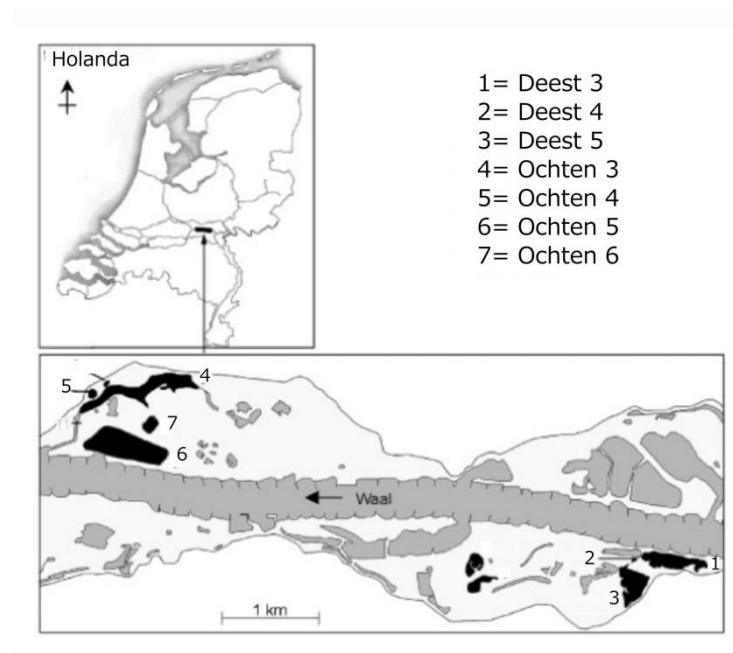 Holanda
1= Deest 3
2= Deest 4
3= Deest 5
4= Ochten 3
5= Ochten 4
6= Ochten 5
7= Ochten 6
4
5
7
6
Waal
2
1
3
1 km